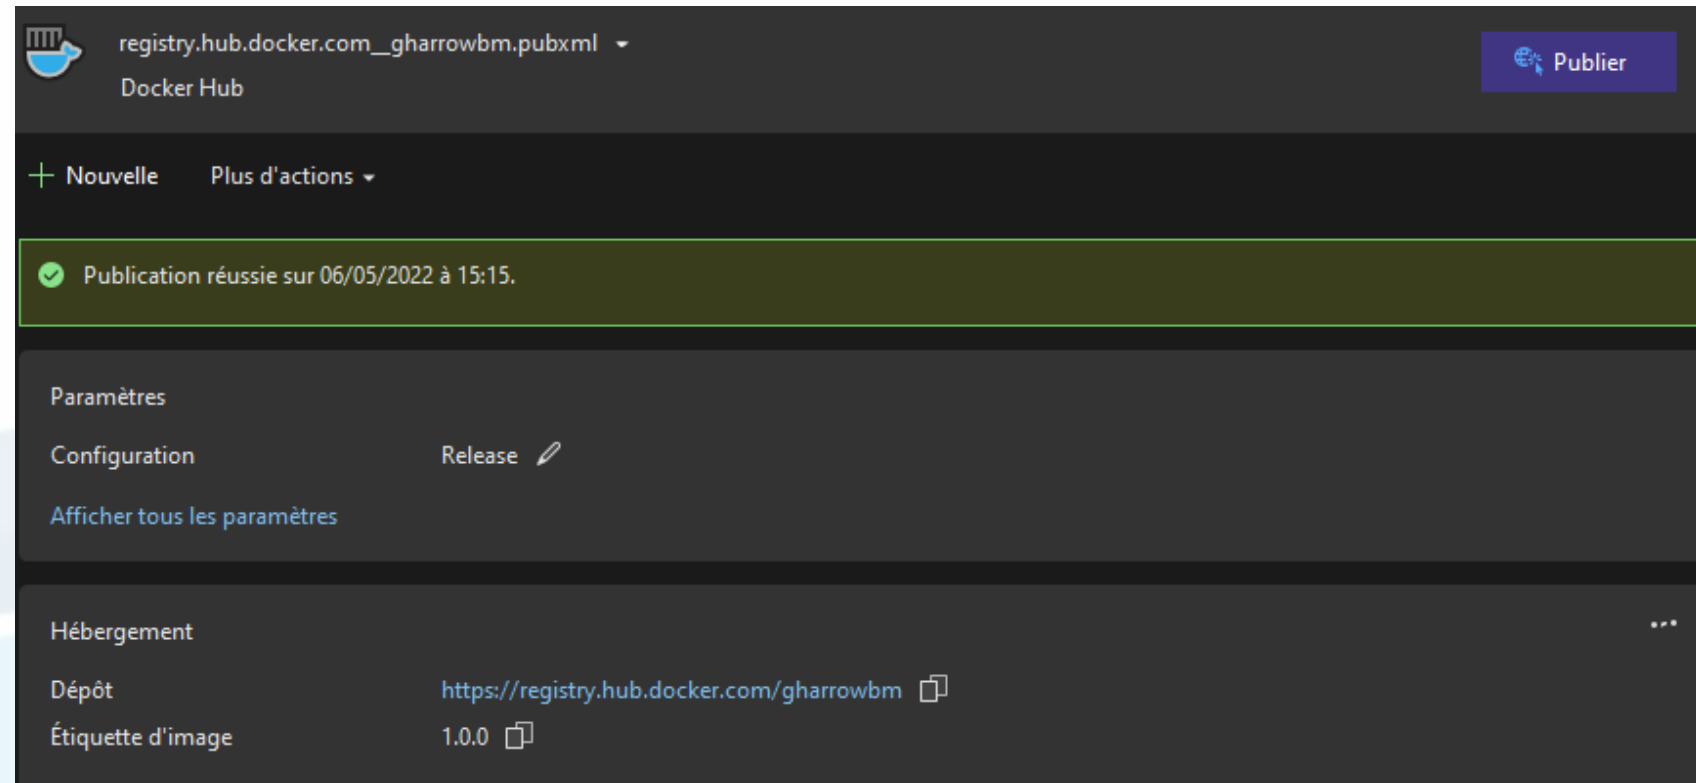 registry.hub.docker.com__gharrowbm.pubxml
Docker Hub
Publier
Nouvelle Plus d'actions
Publication réussie sur 06/05/2022 à 15:15.
Paramètres
Configuration Release
Afficher tous les paramètres
Hébergement
Dépôt https://registry.hub.docker.com/gharrowbm
Étiquette d'image 1.0.0